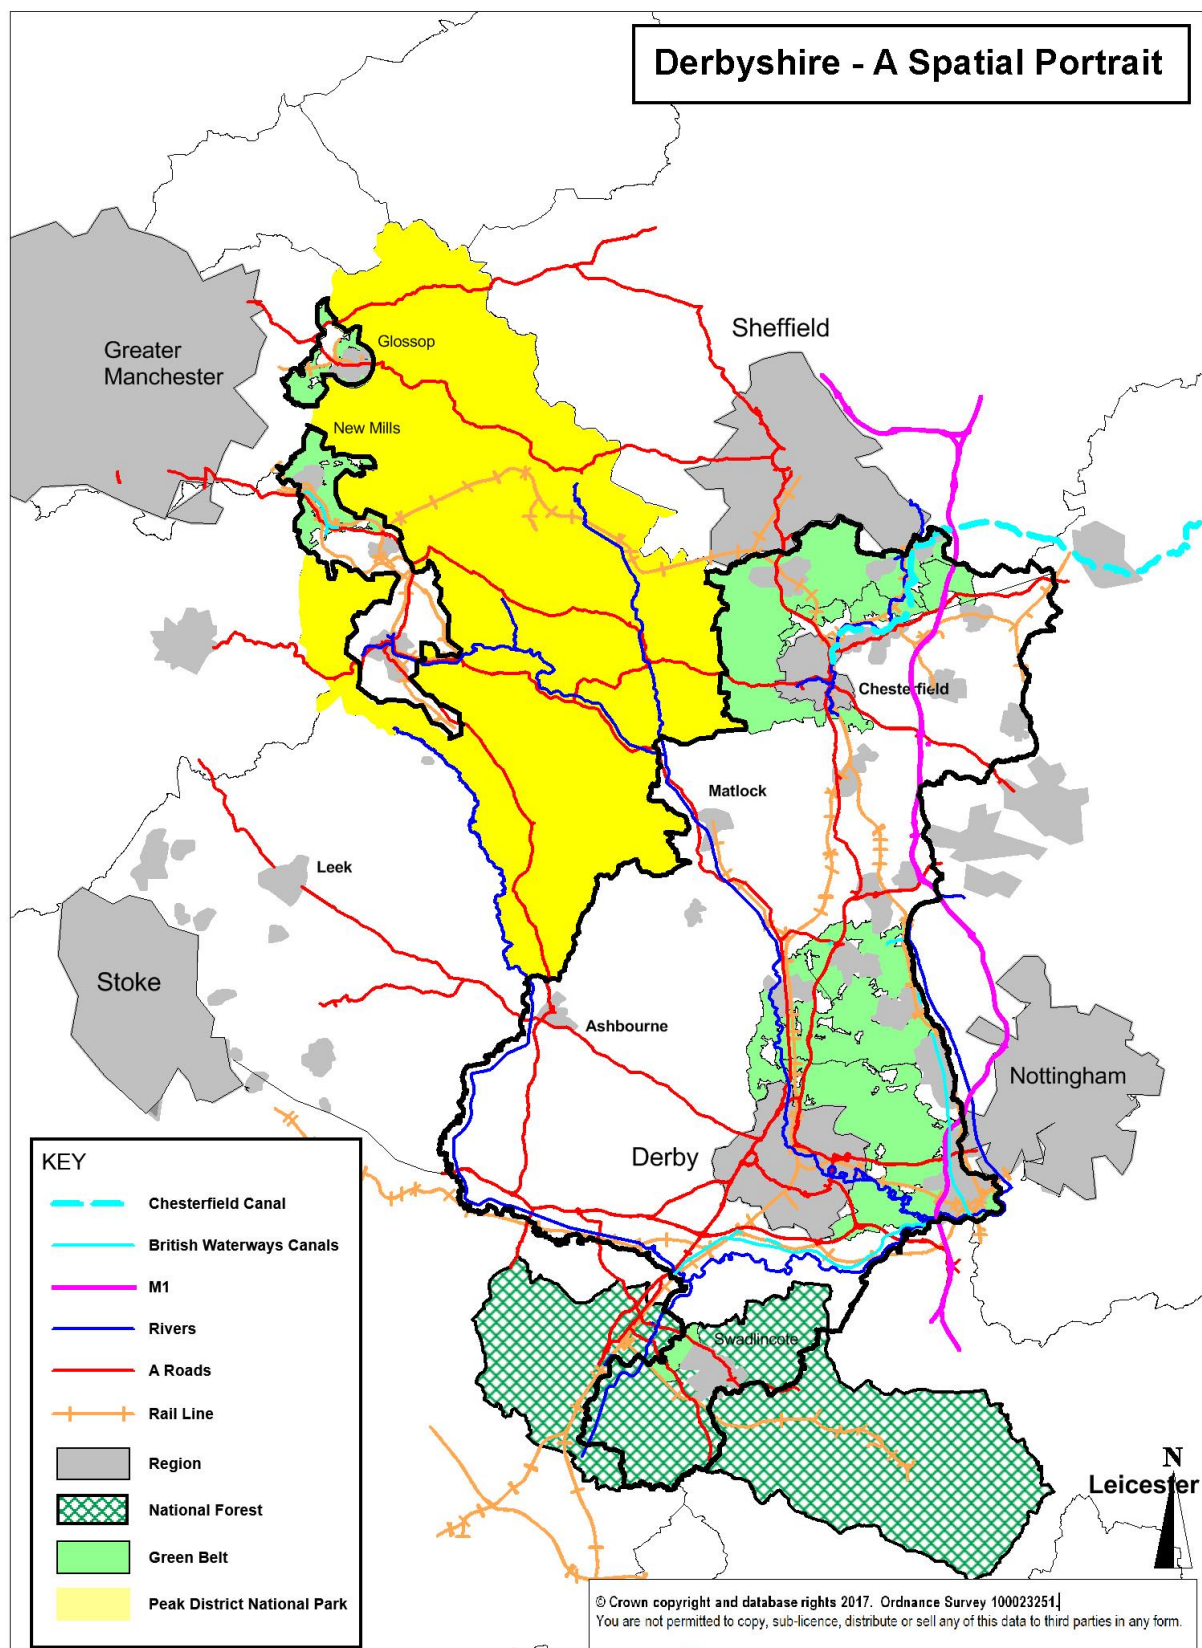 Derbyshire - A Spatial Portrait
Sheffield
Glossop
Greater
Manchester
New Mills
Chesterfield
Matlock
Leek
Stoke
Ashbourne
Nottingham
Derby
KEY
Chesterfield Canal
British Waterways Canals
M1
Rivers
A Roads
Rail Line
Region
National Forest
Green Belt
Peak District National Park
Swadlincote
N
Leicester
© Crown copyright and database rights 2017. Ordnance Survey 100023251.
You are not permitted to copy, sub-licence, distribute or sell any of this data to third parties in any form.